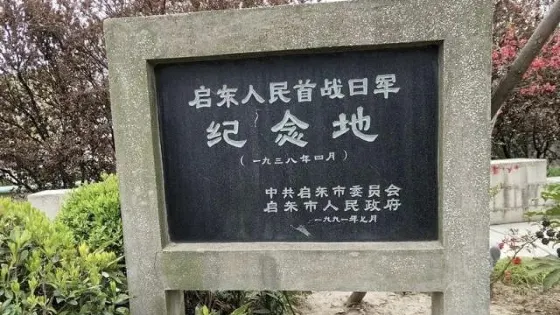 启东人民首战日军
纪念地
（一九三八年四月）
中共启东市委员会
启东市人民政府
一九九一年七月